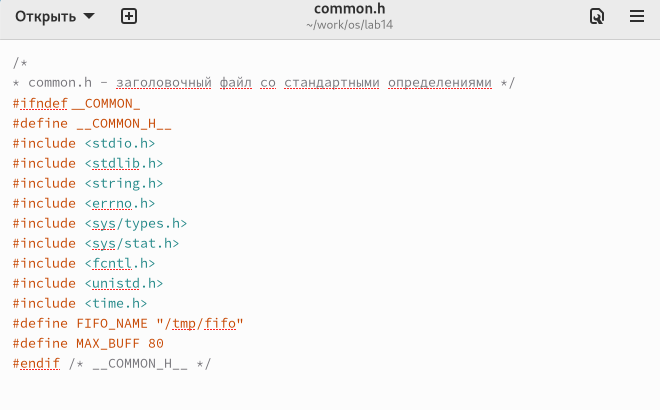 Открыть
common.h
~/work/os/lab14
/*
* common.h - заголовочный файл со стандартными определениями */
#ifndef __COMMON_
#define __COMMON_H__
#include <stdio.h>
#include <stdlib.h>
#include <string.h>
#include <errno.h>
#include <sys/types.h>
#include <sys/stat.h>
#include <fcntl.h>
#include <unistd.h>
#include <time.h>
#define FIFO_NAME "/tmp/fifo"
#define MAX_BUFF 80
#endif /* __COMMON_H__ */